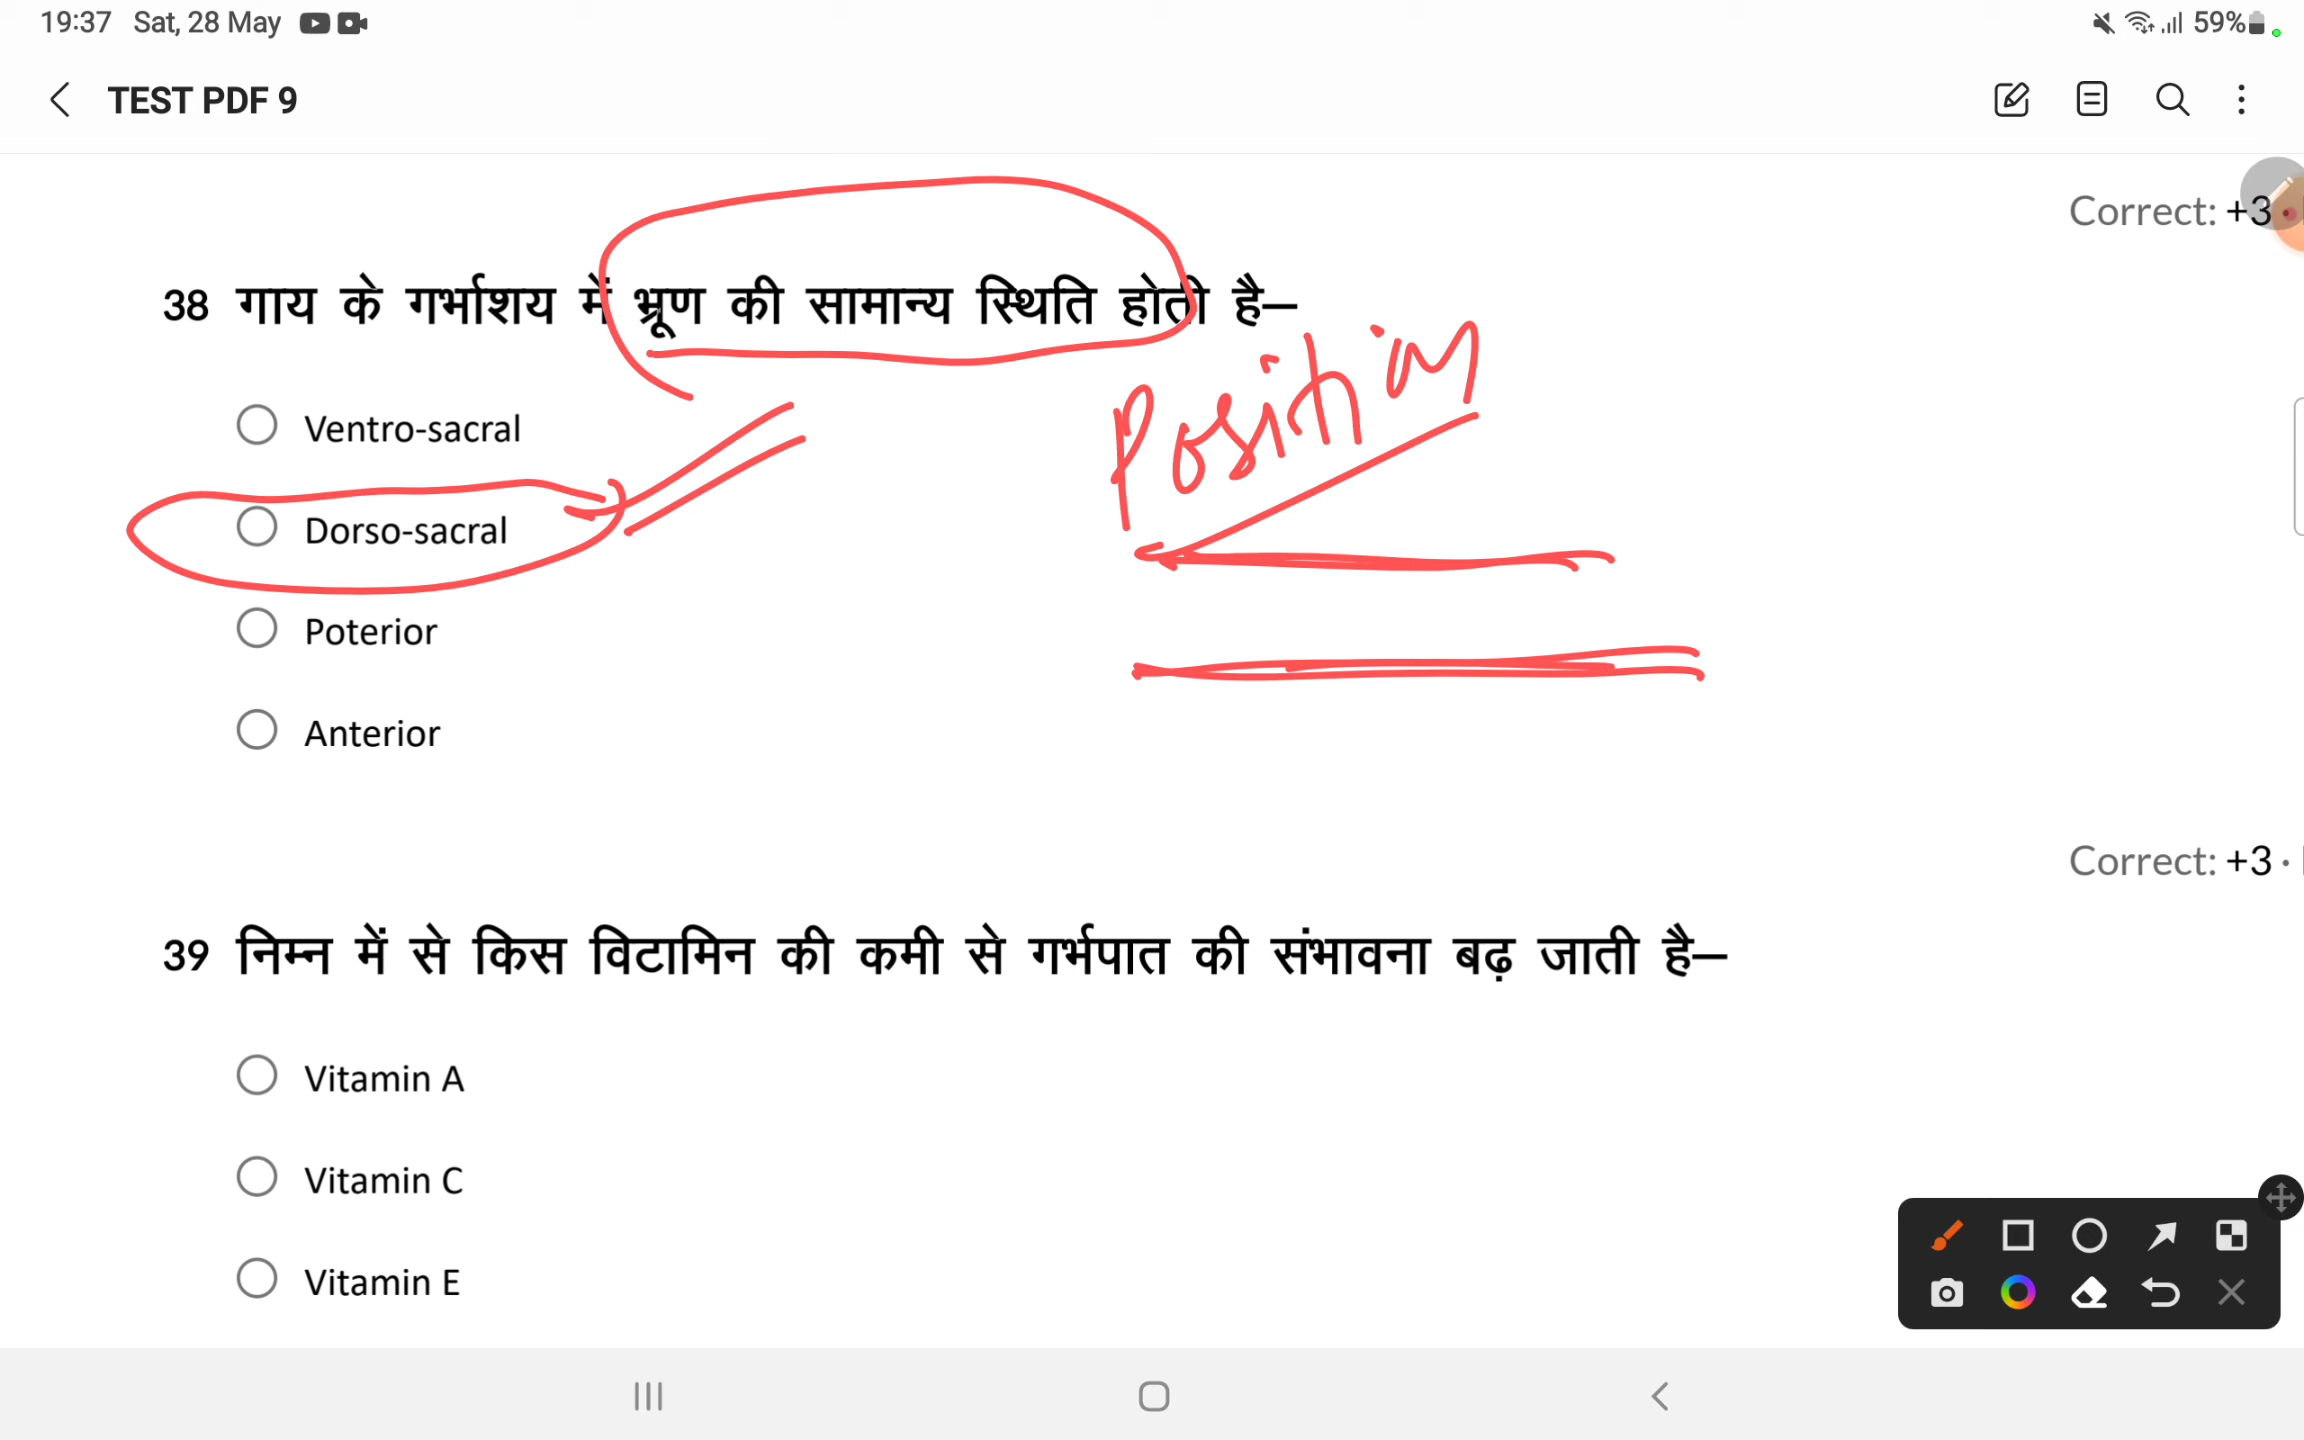 19:37 Sat, 28 May 59%
TEST PDF 9
Correct: +3
38 गाय के गर्भाशय में भ्रूण की सामान्य स्थिति होती है–
Position
Ventro-sacral
Dorso-sacral
Poterior
Anterior
Correct: +3 ·
39 निम्न में से किस विटामिन की कमी से गर्भपात की संभावना बढ़ जाती है–
Vitamin A
Vitamin C
Vitamin E